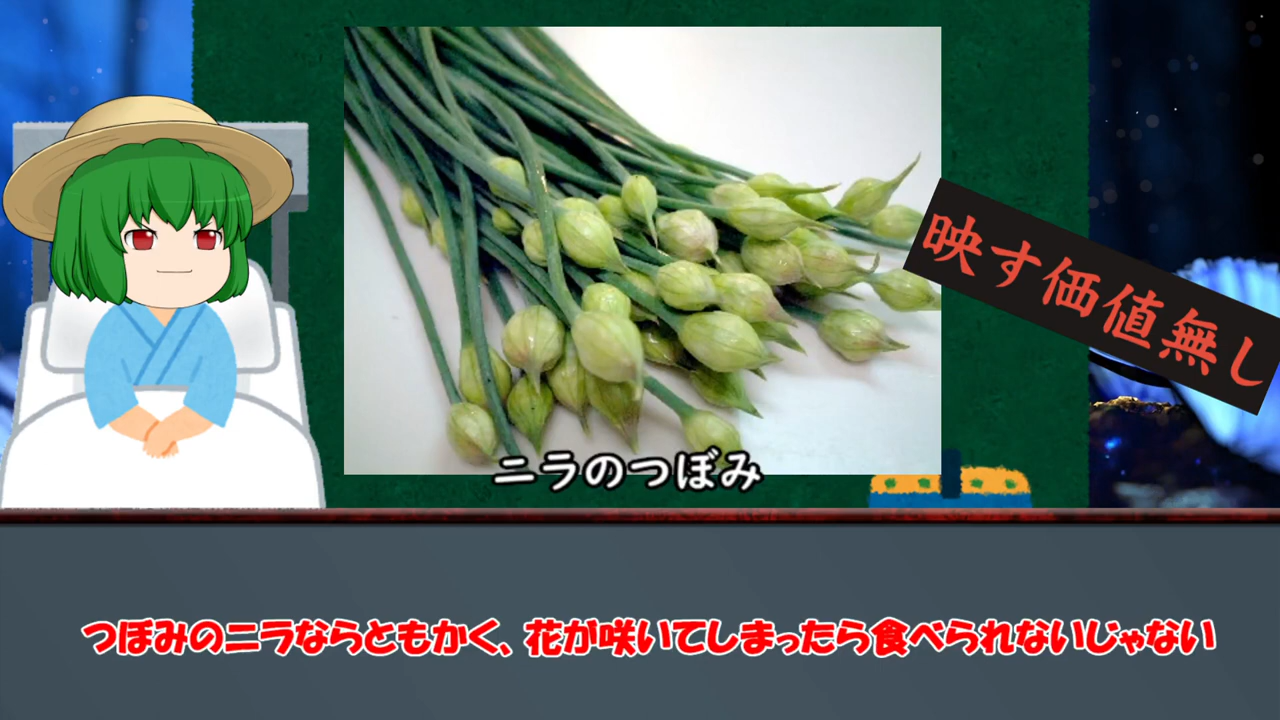 映す価値無し
ニラのつぼみ
つぼみのニラならともかく、花が咲いてしまったら食べられないじゃない